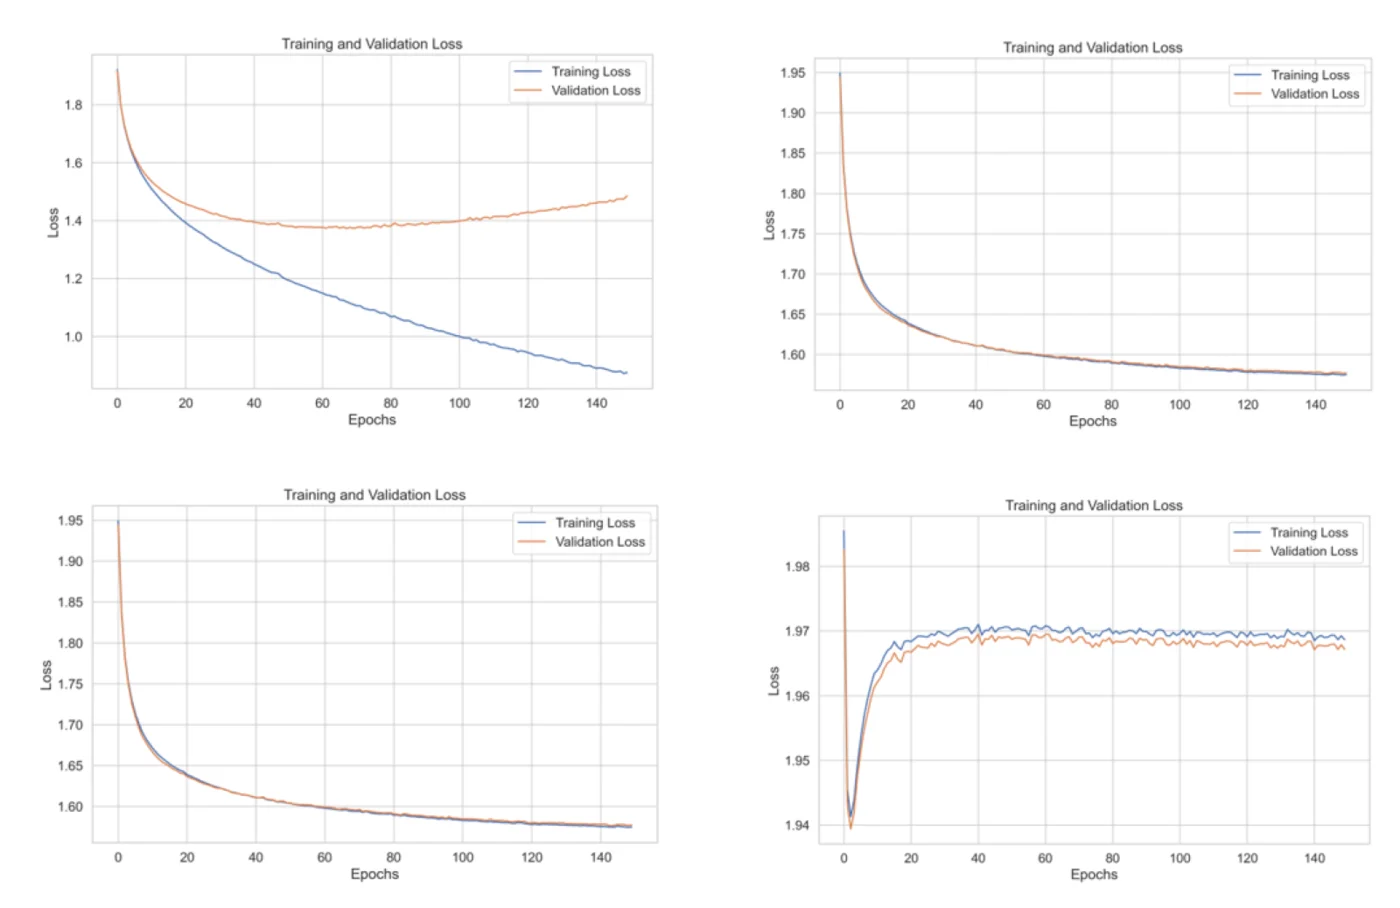 Training and Validation Loss
Training Loss
Validation Loss
1.8
1.6
1.4
1.2
1.0
Loss
0 20 40 60 80 100 120 140
Epochs
Training and Validation Loss
Training Loss
Validation Loss
1.95
1.90
1.85
1.80
1.75
1.70
1.65
1.60
Loss
0 20 40 60 80 100 120 140
Epochs
Training and Validation Loss
Training Loss
Validation Loss
1.95
1.90
1.85
1.80
1.75
1.70
1.65
1.60
Loss
0 20 40 60 80 100 120 140
Epochs
Training and Validation Loss
Training Loss
Validation Loss
1.98
1.97
1.96
1.95
1.94
Loss
0 20 40 60 80 100 120 140
Epochs